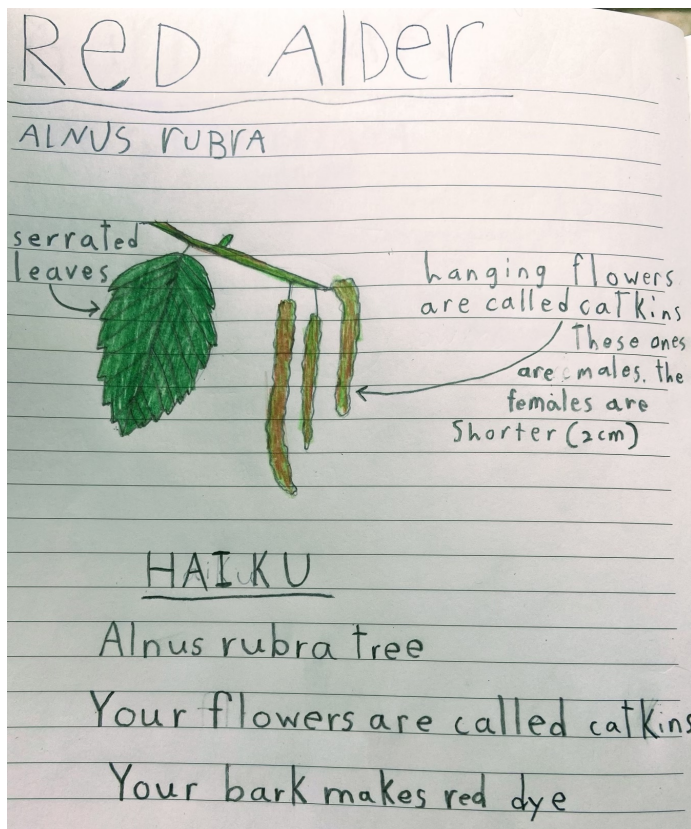 RED AlDer
ALNUS rUBrA
serrated
leaves
hanging flowers
are called catkins
These ones
are males. the
females are
Shorter (2cm)
HAIKU
Alnus rubra tree
Your flowers are called catkins
Your bark makes red dye